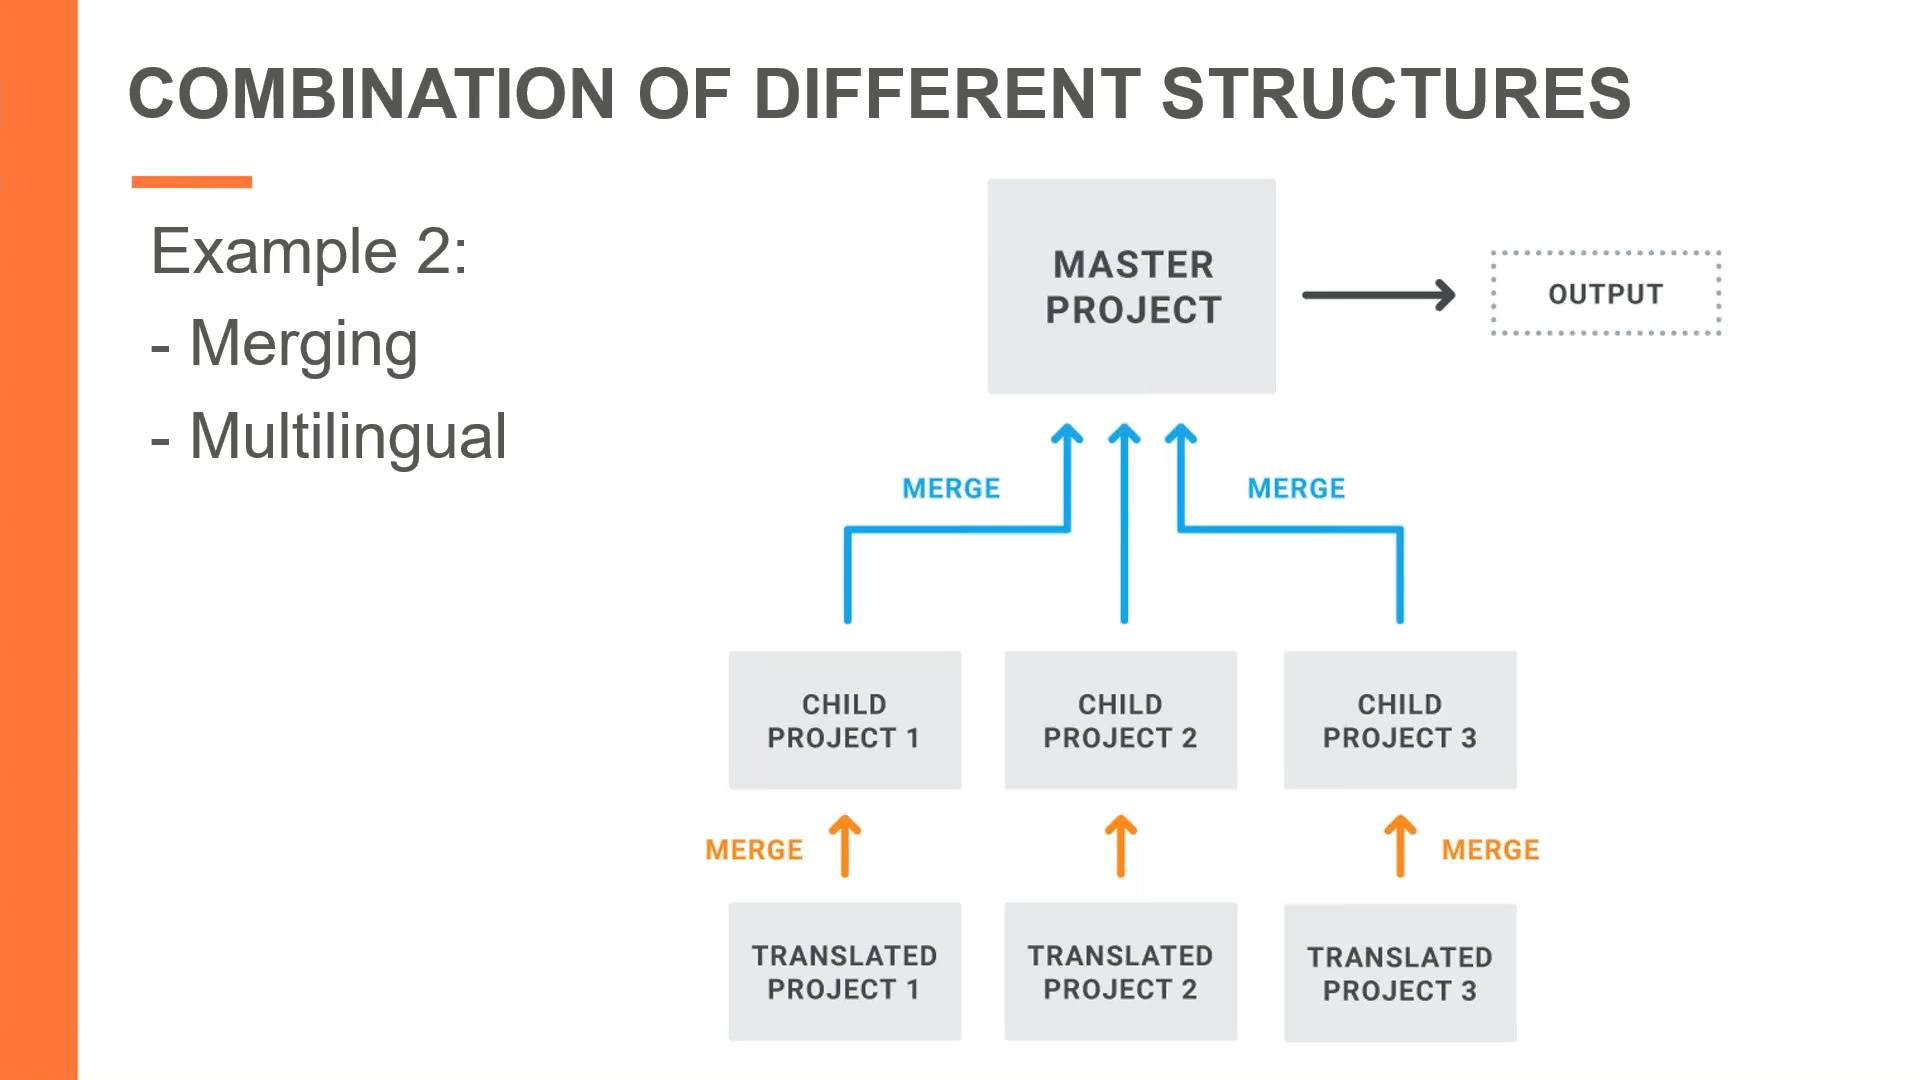 COMBINATION OF DIFFERENT STRUCTURES
Example 2:
- Merging
- Multilingual
MASTER
PROJECT
OUTPUT
MERGE
MERGE
CHILD
PROJECT 1
CHILD
PROJECT 2
CHILD
PROJECT 3
MERGE
MERGE
TRANSLATED
PROJECT 1
TRANSLATED
PROJECT 2
TRANSLATED
PROJECT 3